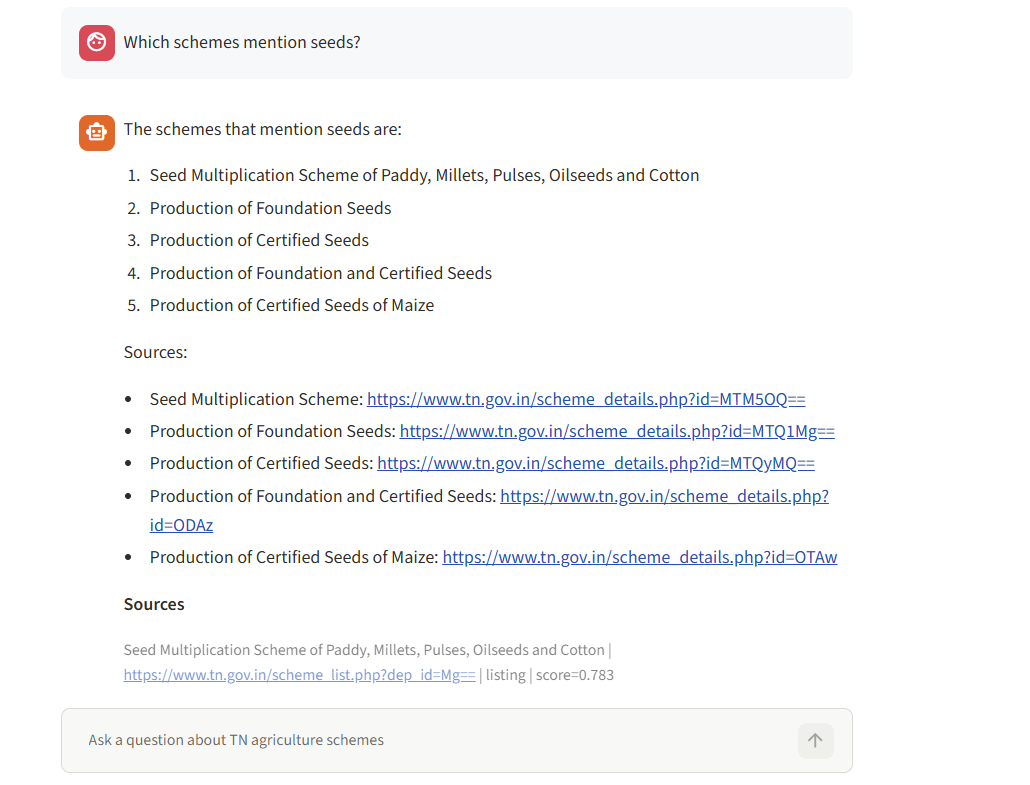 Which schemes mention seeds?
The schemes that mention seeds are:
1. Seed Multiplication Scheme of Paddy, Millets, Pulses, Oilseeds and Cotton
2. Production of Foundation Seeds
3. Production of Certified Seeds
4. Production of Foundation and Certified Seeds
5. Production of Certified Seeds of Maize
Sources:
• Seed Multiplication Scheme: https://www.tn.gov.in/scheme_details.php?id=MTM5OQ==
• Production of Foundation Seeds: https://www.tn.gov.in/scheme_details.php?id=MTQ1Mg==
• Production of Certified Seeds: https://www.tn.gov.in/scheme_details.php?id=MTQyMQ==
• Production of Foundation and Certified Seeds: https://www.tn.gov.in/scheme_details.php?
id=ODAz
• Production of Certified Seeds of Maize: https://www.tn.gov.in/scheme_details.php?id=OTAw
Sources
Seed Multiplication Scheme of Paddy, Millets, Pulses, Oilseeds and Cotton |
https://www.tn.gov.in/scheme_list.php?dep_id=Mg== | listing | score=0.783
Ask a question about TN agriculture schemes